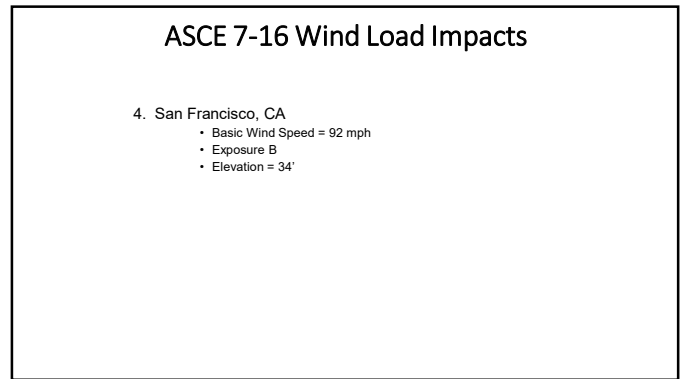 ASCE 7-16 Wind Load Impacts
4. San Francisco, CA
• Basic Wind Speed = 92 mph
• Exposure B
• Elevation = 34'